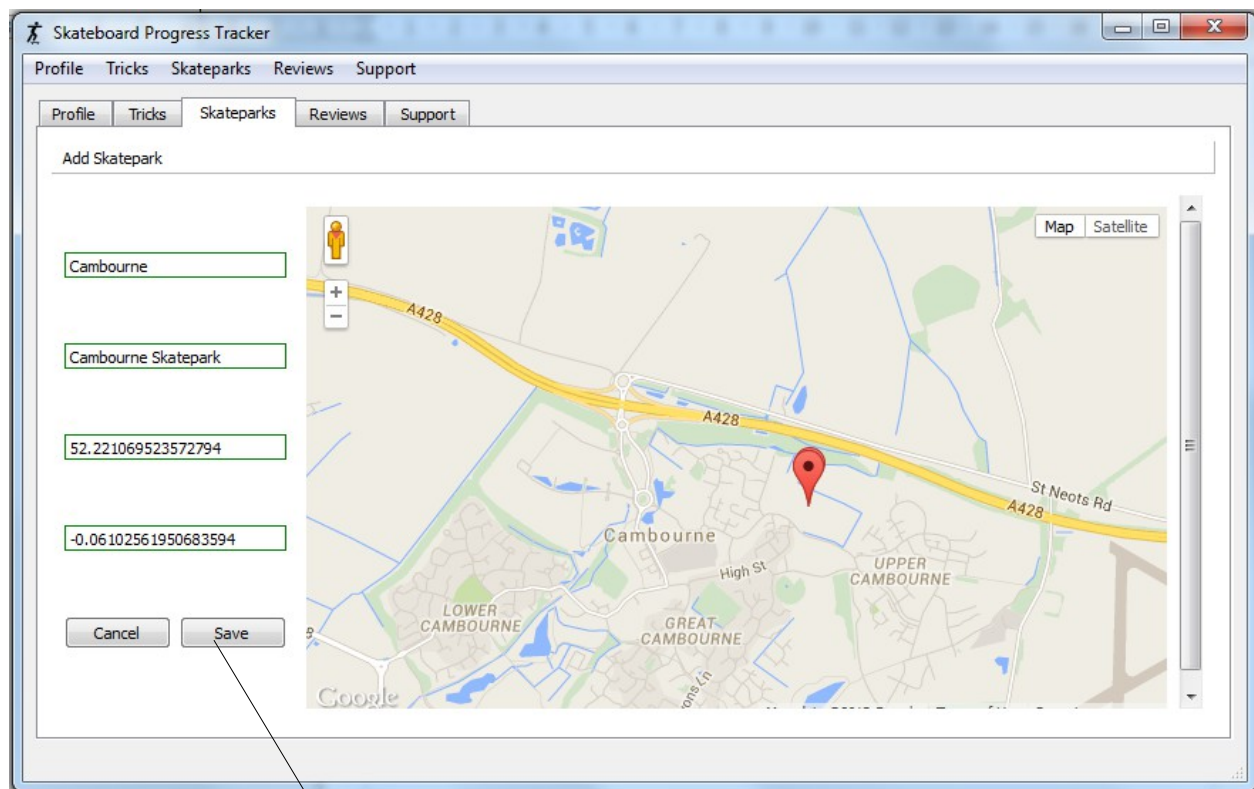 Skateboard Progress Tracker
Profile Tricks Skateparks Reviews Support
Profile Tricks Skateparks Reviews Support
Add Skatepark
Map Satellite
Cambourne
A428
Cambourne Skatepark
A428
52.221069523572794
St Neots Rd
A428
-0.06102561950683594
Cambourne
High St
UPPER
CAMBOURNE
LOWER
CAMBOURNE
GREAT
CAMBOURNE
Cancel Save
Google